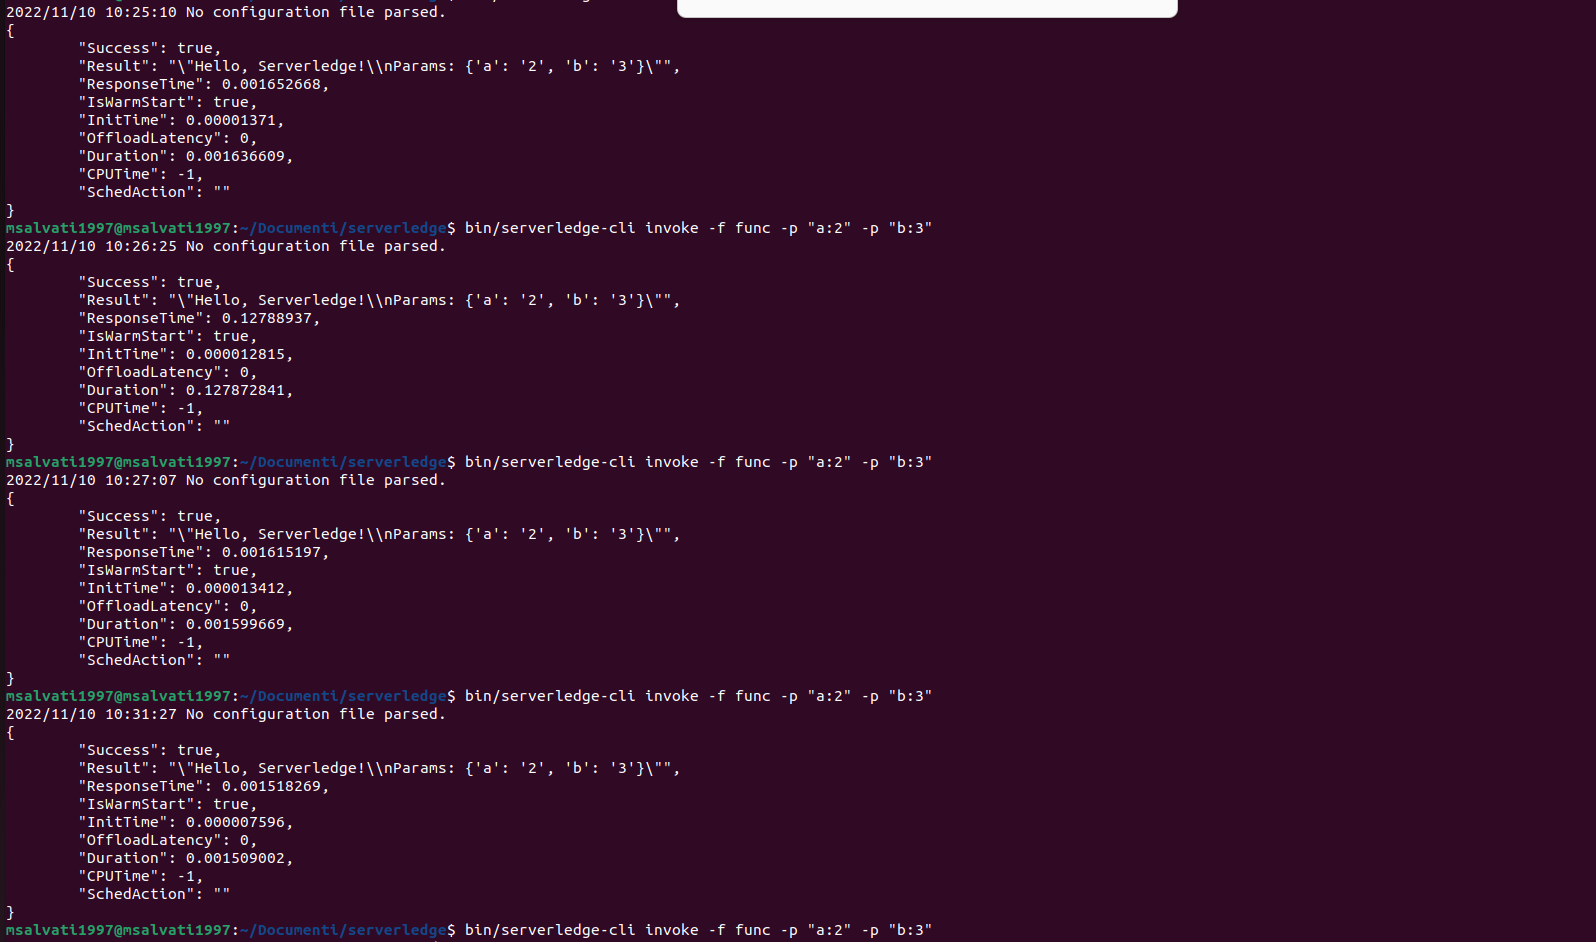 2022/11/10 10:25:10 No configuration file parsed.
{
"Success": true,
"Result": "\"Hello, Serverledge!\\nParams: {'a': '2', 'b': '3'}\"",
"ResponseTime": 0.001652668,
"IsWarmStart": true,
"InitTime": 0.00001371,
"OffloadLatency": 0,
"Duration": 0.001636609,
"CPUTime": -1,
"SchedAction": ""
}
msalvati1997@msalvati1997:~/Documenti/serverledge$ bin/serverledge-cli invoke -f func -p "a:2" -p "b:3"
2022/11/10 10:26:25 No configuration file parsed.
{
"Success": true,
"Result": "\"Hello, Serverledge!\\nParams: {'a': '2', 'b': '3'}\"",
"ResponseTime": 0.12788937,
"IsWarmStart": true,
"InitTime": 0.000012815,
"OffloadLatency": 0,
"Duration": 0.127872841,
"CPUTime": -1,
"SchedAction": ""
}
msalvati1997@msalvati1997:~/Documenti/serverledge$ bin/serverledge-cli invoke -f func -p "a:2" -p "b:3"
2022/11/10 10:27:07 No configuration file parsed.
{
"Success": true,
"Result": "\"Hello, Serverledge!\\nParams: {'a': '2', 'b': '3'}\"",
"ResponseTime": 0.001615197,
"IsWarmStart": true,
"InitTime": 0.000013412,
"OffloadLatency": 0,
"Duration": 0.001599669,
"CPUTime": -1,
"SchedAction": ""
}
msalvati1997@msalvati1997:~/Documenti/serverledge$ bin/serverledge-cli invoke -f func -p "a:2" -p "b:3"
2022/11/10 10:31:27 No configuration file parsed.
{
"Success": true,
"Result": "\"Hello, Serverledge!\\nParams: {'a': '2', 'b': '3'}\"",
"ResponseTime": 0.001518269,
"IsWarmStart": true,
"InitTime": 0.000007596,
"OffloadLatency": 0,
"Duration": 0.001509002,
"CPUTime": -1,
"SchedAction": ""
}
msalvati1997@msalvati1997:~/Documenti/serverledge$ bin/serverledge-cli invoke -f func -p "a:2" -p "b:3"